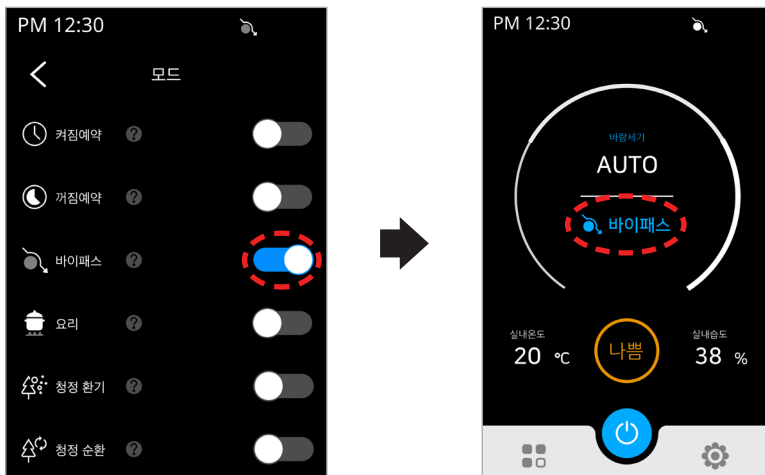 PM 12:30
모드
켜짐예약 ?
꺼짐예약 ?
바이패스 ?
요리 ?
청정 환기 ?
청정 순환 ?
PM 12:30
바람세기
AUTO
바이패스
실내온도
20 ℃
나쁨
실내습도
38 %